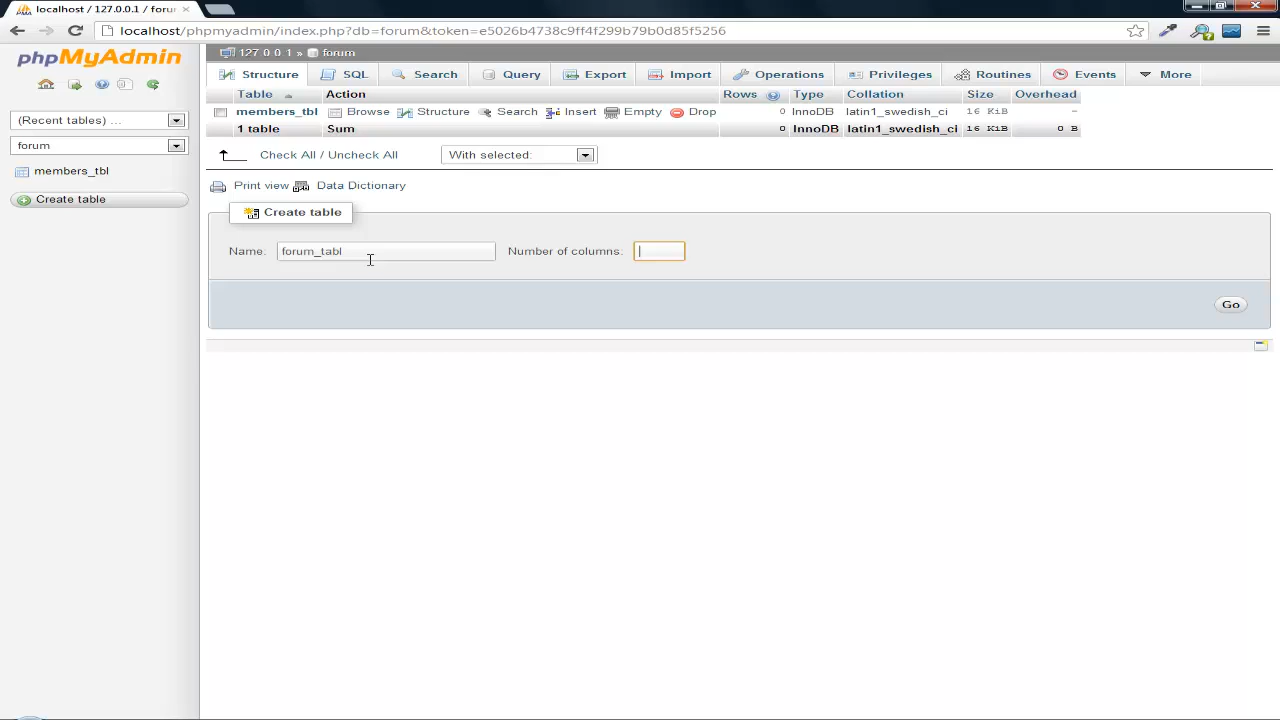 localhost / 127.0.0.1 / foru
localhost/phpmyadmin/index.php?db=forum&token=e5026b473859ff4f299b79b0d85f5256
phpMyAdmin
(Recent tables) ...
forum
members_tbl
Create table
127.0.0.1 » forum
Structure SQL Search Query Export Import Operations Privileges Routines Events More
Table Action Rows Type Collation Size Overhead
members_tbl Browse Structure Search Insert Empty Drop 0 InnoDB latin1_swedish_ci 16 KiB -
1 table Sum 0 InnoDB latin1_swedish_ci 16 KiB 0 B
Check All / Uncheck All With selected:
Print view Data Dictionary
Create table
Name: forum_tabl Number of columns:
Go